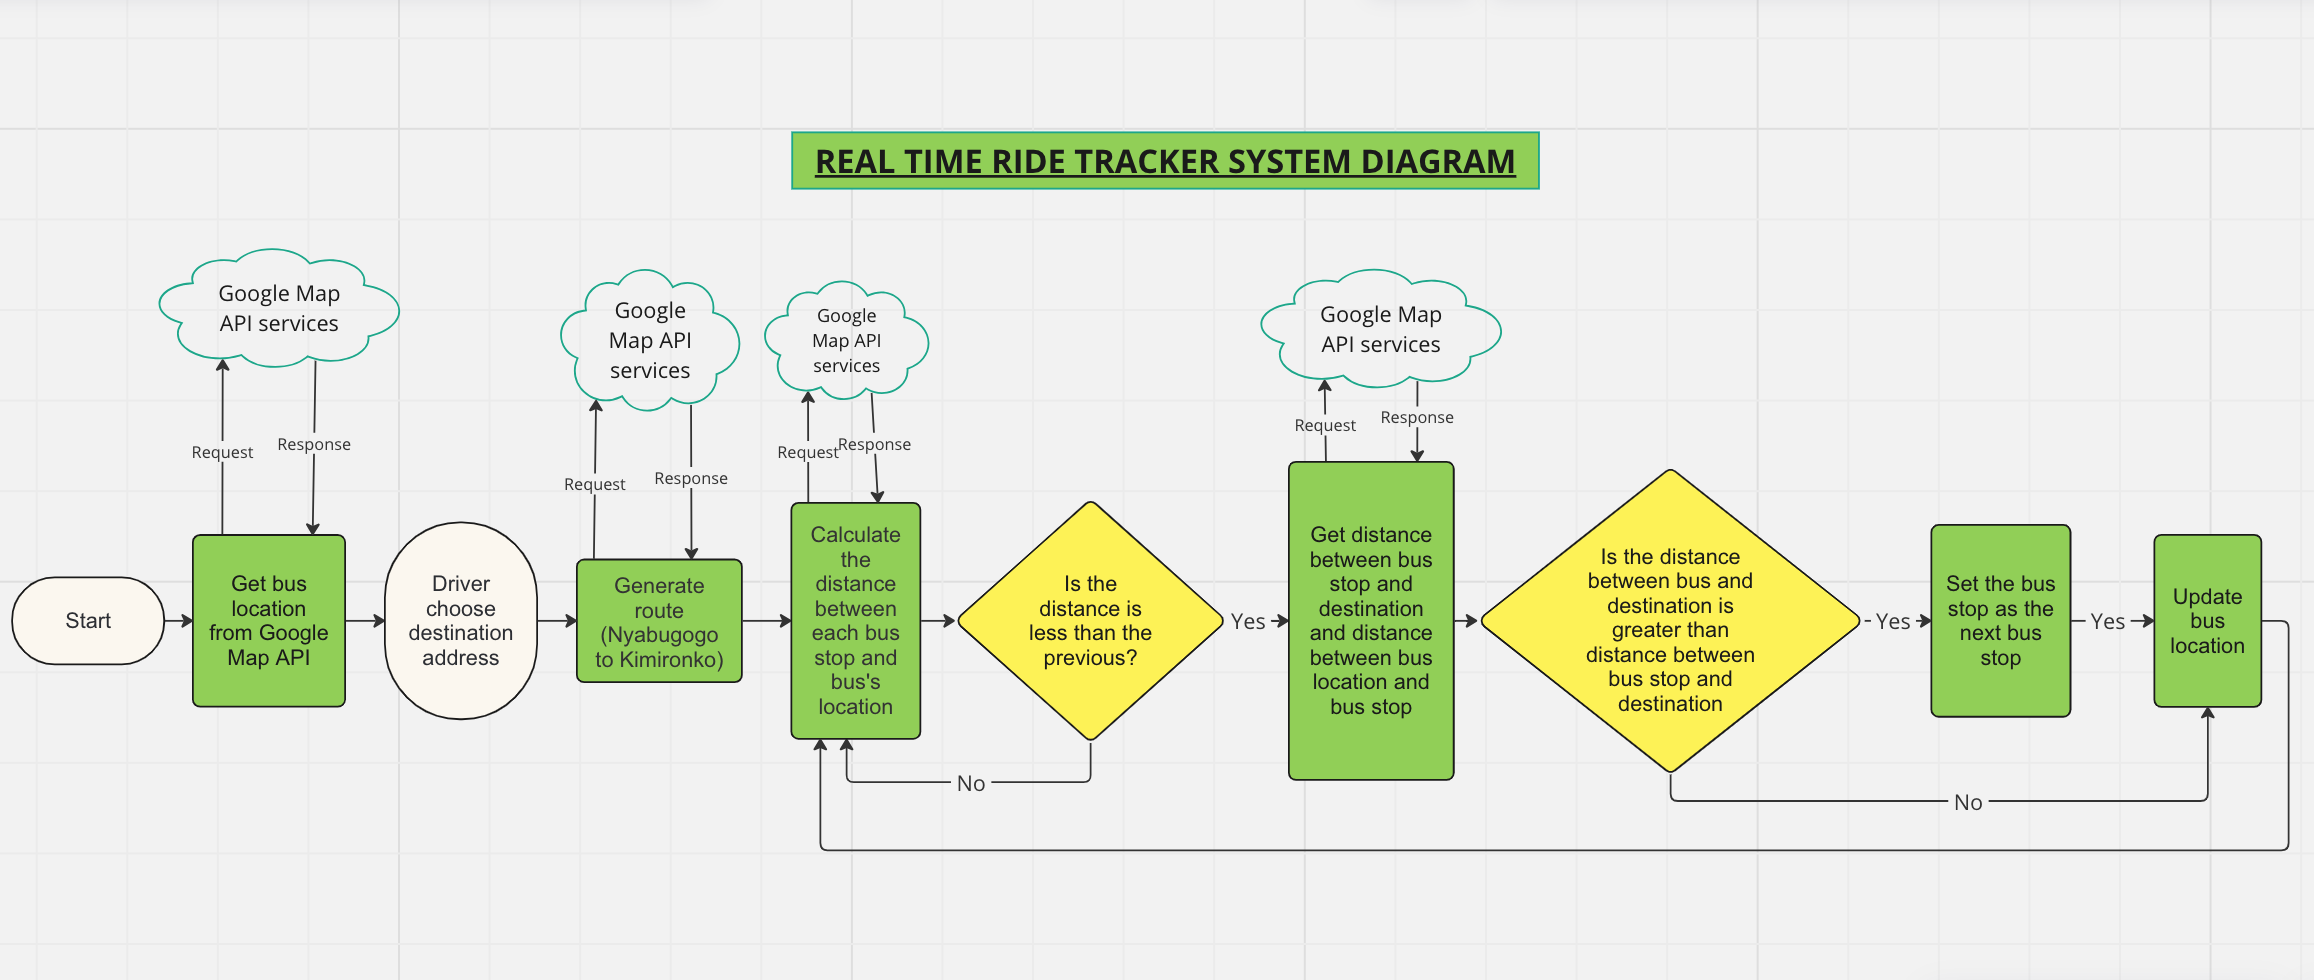 REAL TIME RIDE TRACKER SYSTEM DIAGRAM
Google Map
API services
Request
Response
Google
Map API
services
Request
Response
Google
Map API
services
Request
Response
Google Map
API services
Request
Response
Start
Get bus
location
from Google
Map API
Driver
choose
destination
address
Generate
route
(Nyabugogo
to Kimironko)
Calculate
the
distance
between
each bus
stop and
bus's
location
Is the
distance is
less than the
previous?
No
Yes
Get distance
between bus
stop and
destination
and distance
between bus
location and
bus stop
Is the distance
between bus and
destination is
greater than
distance between
bus stop and
destination
Yes
No
Set the bus
stop as the
next bus
stop
Yes
Update
bus
location